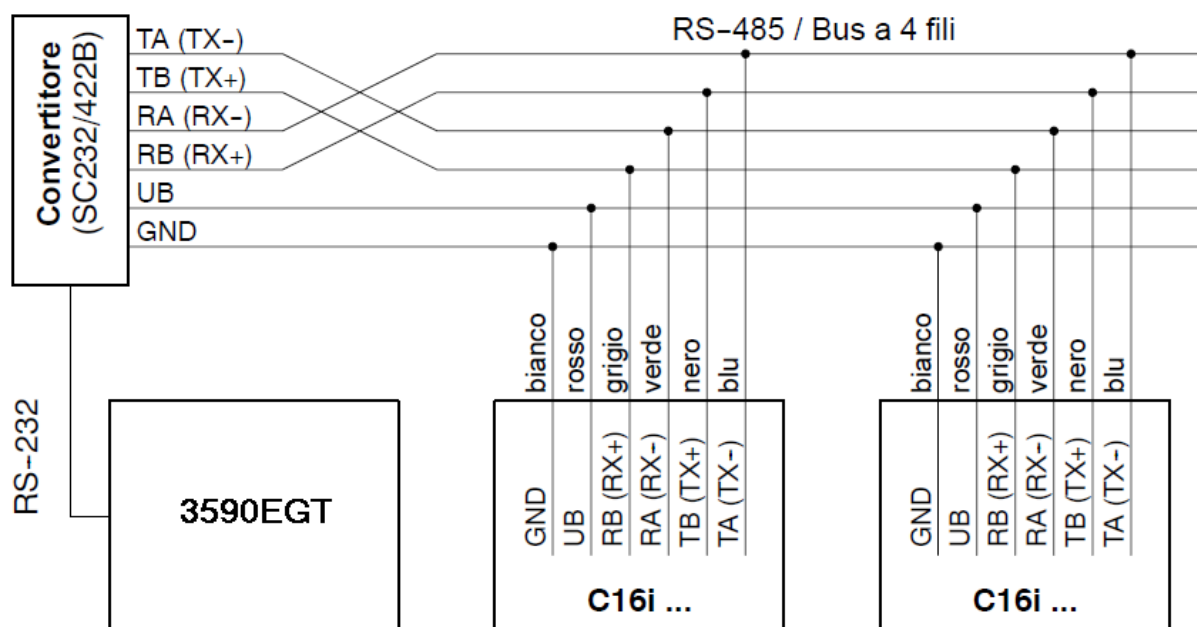 Convertitore
(SC232/422B)
TA (TX-)
TB (TX+)
RA (RX-)
RB (RX+)
UB
GND
RS-485 / Bus a 4 fili
bianco
rosso
grigio
verde
nero
blu
bianco
rosso
grigio
verde
nero
blu
RS-232
3590EGT
GND
UB
RB (RX+)
RA (RX-)
TB (TX+)
TA (TX-)
C16i ...
GND
UB
RB (RX+)
RA (RX-)
TB (TX+)
TA (TX-)
C16i ...